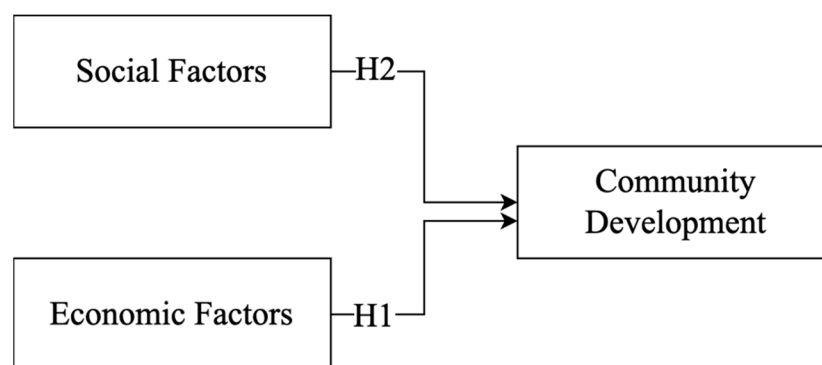 Social Factors
H2
Community
Development
Economic Factors
H1